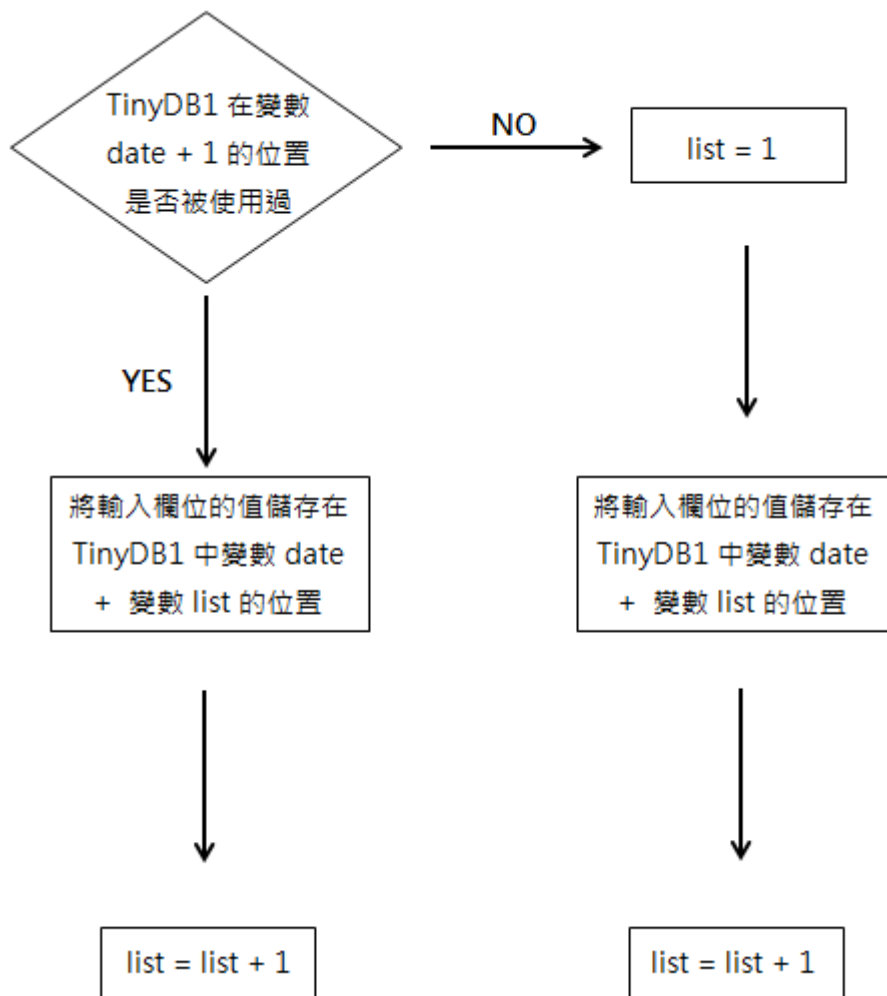 TinyDB1 在變數
date + 1 的位置
是否被使用過
NO
list = 1
YES
將輸入欄位的值儲存在
TinyDB1 中變數 date
+ 變數 list 的位置
將輸入欄位的值儲存在
TinyDB1 中變數 date
+ 變數 list 的位置
list = list + 1
list = list + 1